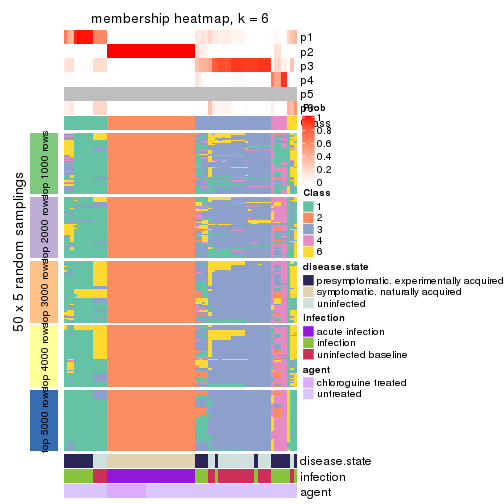 membership heatmap, k = 6
p1
p2
p3
p4
p5
p6
Prob
1
0.8
0.6
0.4
0.2
0
Class
Class
1
2
3
4
6
disease.state
presymptomatic. experimentally acquired
symptomatic. naturally acquired
uninfected
infection
acute infection
infection
uninfected baseline
agent
chloroguine treated
untreated
50 x 5 random samplings
top 1000 rows
top 2000 rows
top 3000 rows
top 4000 rows
top 5000 rows
disease.state
infection
agent